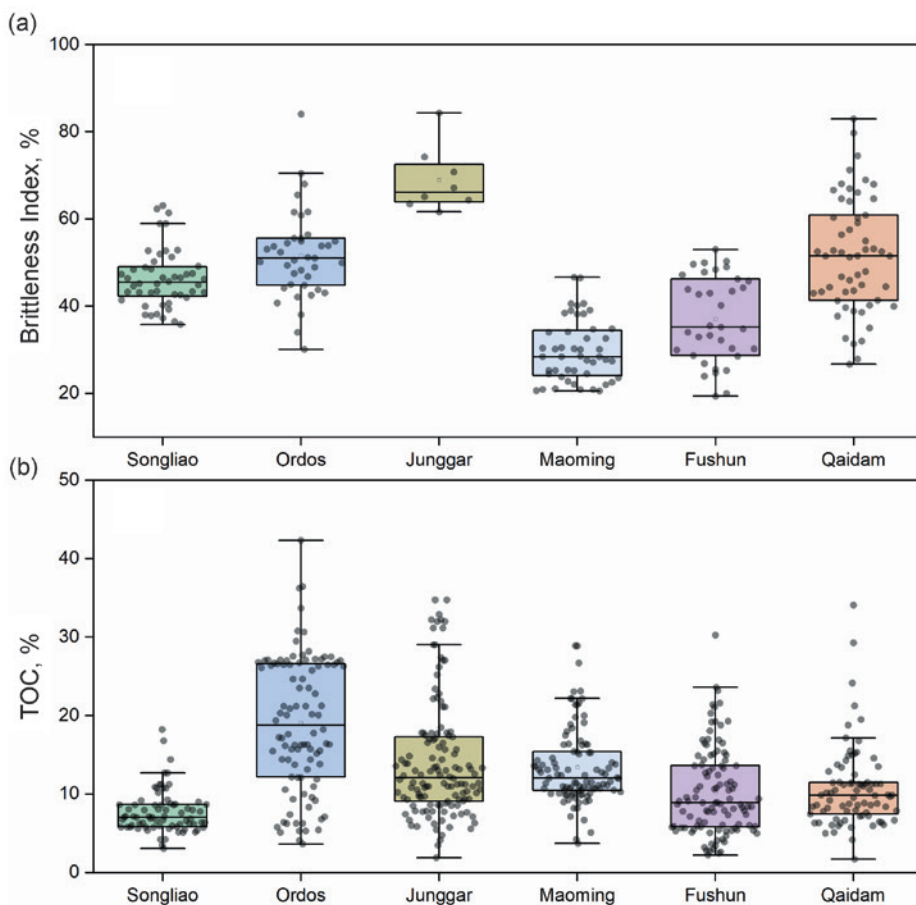 (a)
100
80
60
40
20
Brittleness Index, %
Songliao Ordos Junggar Maoming Fushun Qaidam
(b)
50
40
30
20
10
0
TOC, %
Songliao Ordos Junggar Maoming Fushun Qaidam